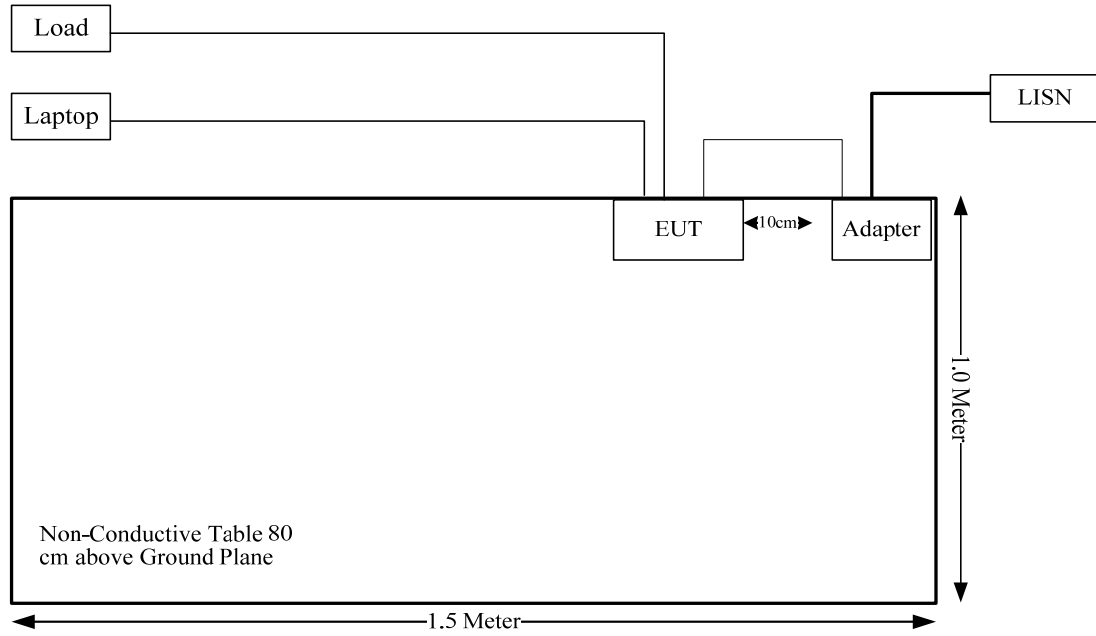 Load
Laptop
LISN
EUT
10cm
Adapter
1.0 Meter
Non-Conductive Table 80
cm above Ground Plane
1.5 Meter